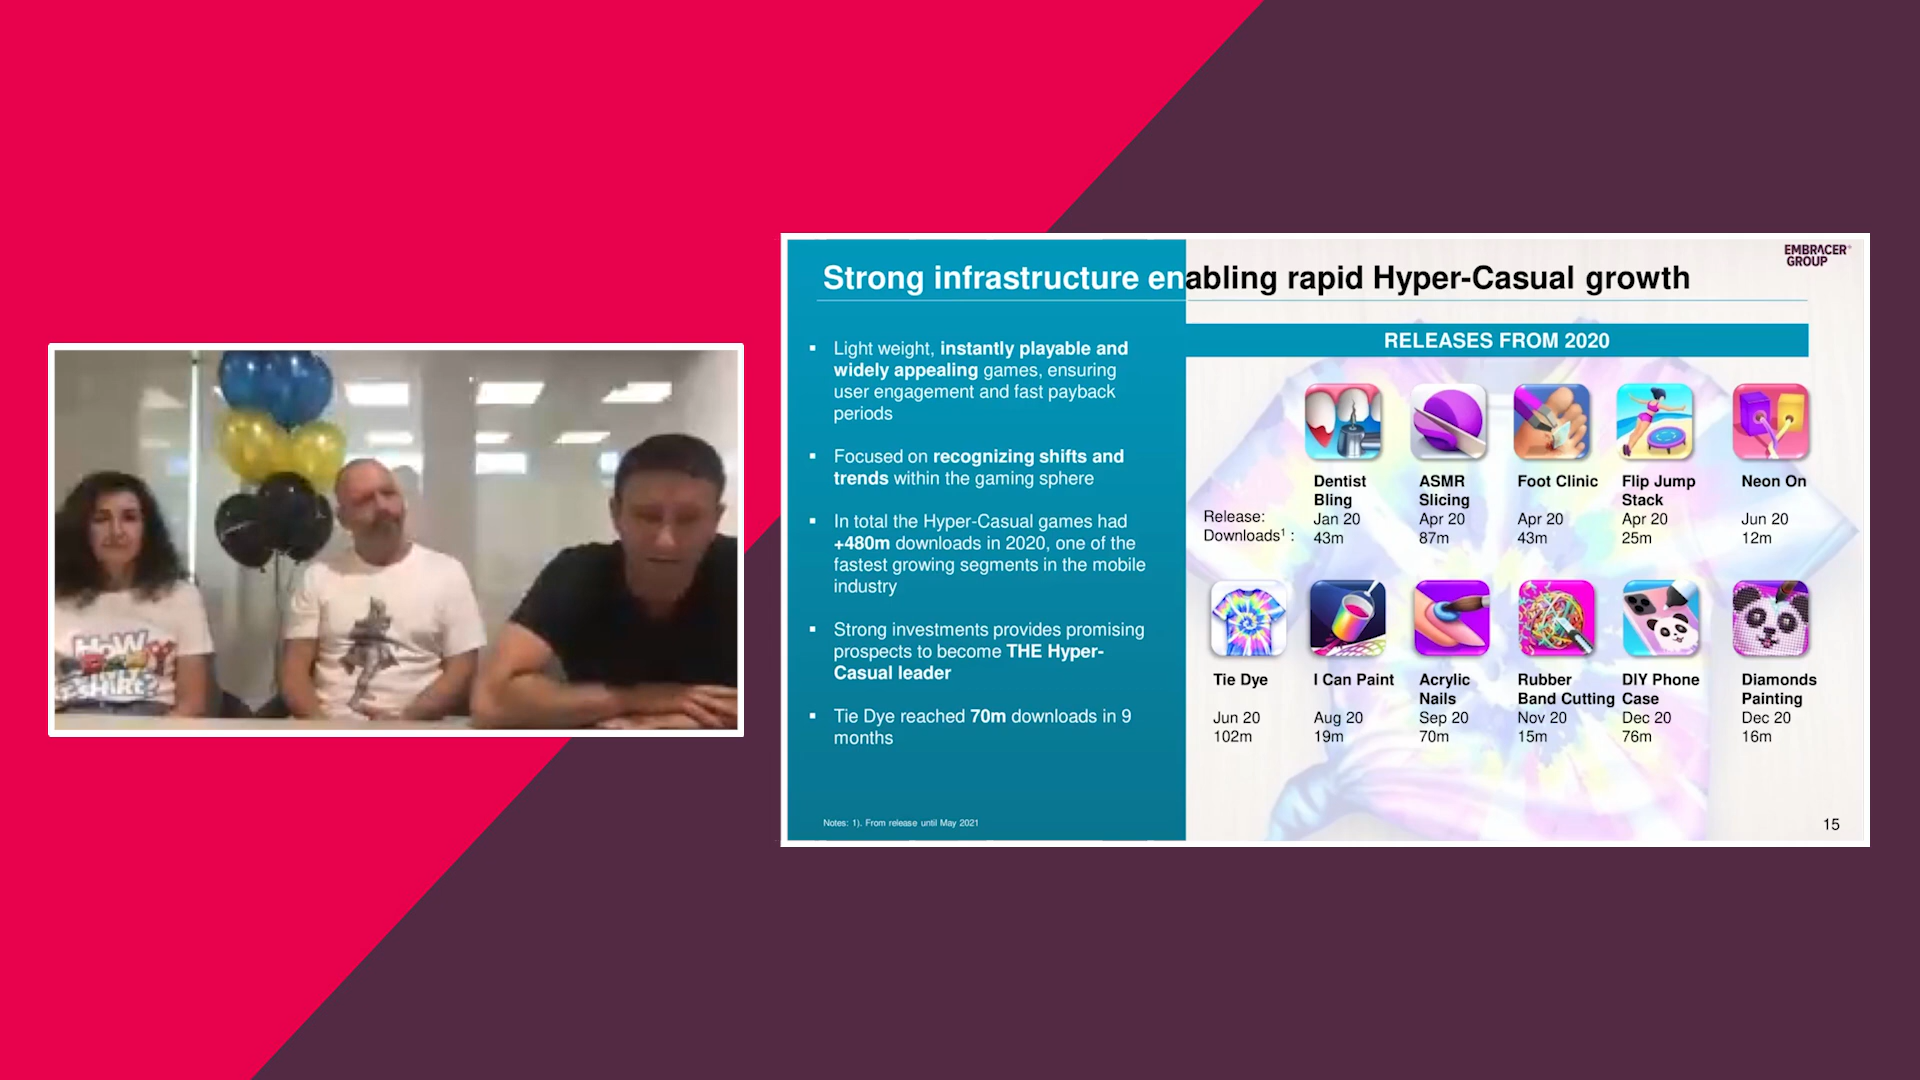 HOW
EMBRACER
GROUP
Strong infrastructure enabling rapid Hyper-Casual growth
▪ Light weight, instantly playable and
widely appealing games, ensuring
user engagement and fast payback
periods
▪ Focused on recognizing shifts and
trends within the gaming sphere
▪ In total the Hyper-Casual games had
+480m downloads in 2020, one of the
fastest growing segments in the mobile
industry
▪ Strong investments provides promising
prospects to become THE Hyper-
Casual leader
▪ Tie Dye reached 70m downloads in 9
months
Notes: 1). From release until May 2021
RELEASES FROM 2020
Release:
Downloads¹ :
Dentist
Bling
Jan 20
43m
ASMR
Slicing
Apr 20
87m
Foot Clinic
Apr 20
43m
Flip Jump
Stack
Apr 20
25m
Neon On
Jun 20
12m
Tie Dye
Jun 20
102m
I Can Paint
Aug 20
19m
Acrylic
Nails
Sep 20
70m
Rubber
Band Cutting
Nov 20
15m
DIY Phone
Case
Dec 20
76m
Diamonds
Painting
Dec 20
16m
15